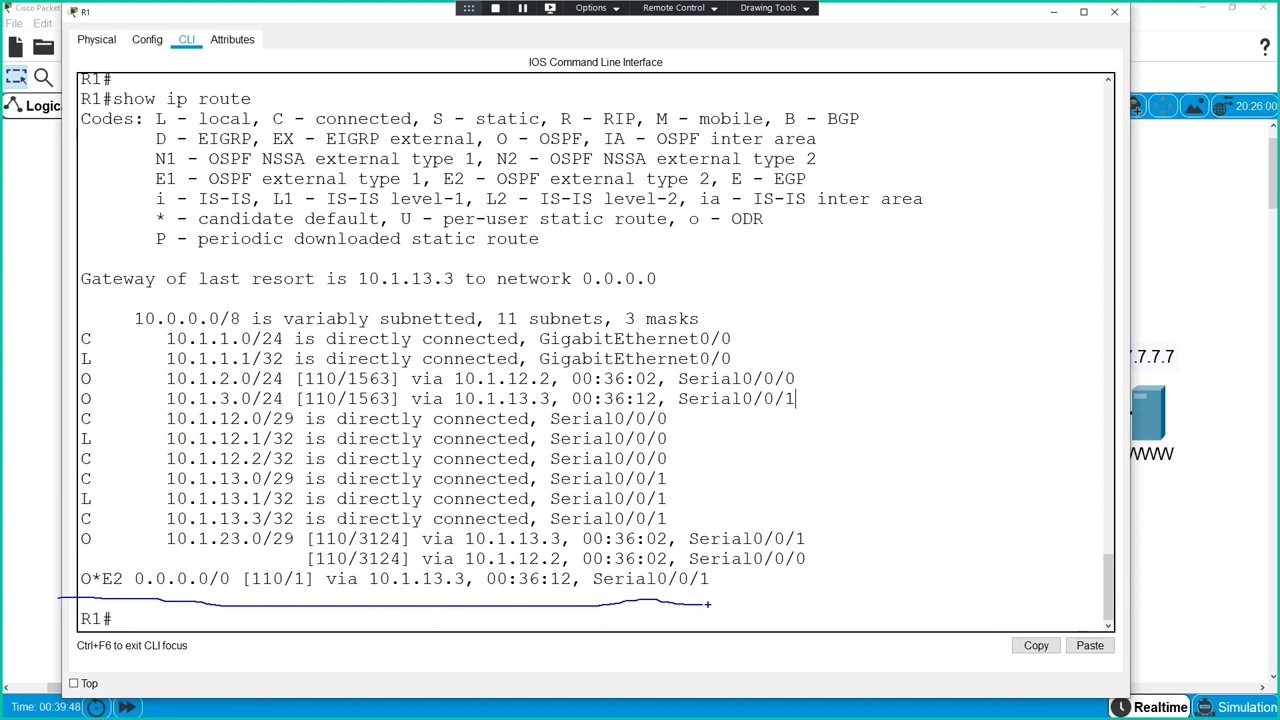 Cisco Packet
R1
Options
Remote Control
Drawing Tools
File Edit
Physical Config CLI Attributes
?
IOS Command Line Interface
Logic
20:26:00
R1#
R1#show ip route
Codes: L - local, C - connected, S - static, R - RIP, M - mobile, B - BGP
D - EIGRP, EX - EIGRP external, O - OSPF, IA - OSPF inter area
N1 - OSPF NSSA external type 1, N2 - OSPF NSSA external type 2
E1 - OSPF external type 1, E2 - OSPF external type 2, E - EGP
i - IS-IS, L1 - IS-IS level-1, L2 - IS-IS level-2, ia - IS-IS inter area
* - candidate default, U - per-user static route, o - ODR
P - periodic downloaded static route
Gateway of last resort is 10.1.13.3 to network 0.0.0.0
10.0.0.0/8 is variably subnetted, 11 subnets, 3 masks
C 10.1.1.0/24 is directly connected, GigabitEthernet0/0
L 10.1.1.1/32 is directly connected, GigabitEthernet0/0
O 10.1.2.0/24 [110/1563] via 10.1.12.2, 00:36:02, Serial0/0/0
O 10.1.3.0/24 [110/1563] via 10.1.13.3, 00:36:12, Serial0/0/1
C 10.1.12.0/29 is directly connected, Serial0/0/0
L 10.1.12.1/32 is directly connected, Serial0/0/0
C 10.1.12.2/32 is directly connected, Serial0/0/0
C 10.1.13.0/29 is directly connected, Serial0/0/1
L 10.1.13.1/32 is directly connected, Serial0/0/1
C 10.1.13.3/32 is directly connected, Serial0/0/1
O 10.1.23.0/29 [110/3124] via 10.1.13.3, 00:36:02, Serial0/0/1
[110/3124] via 10.1.12.2, 00:36:02, Serial0/0/0
O*E2 0.0.0.0/0 [110/1] via 10.1.13.3, 00:36:12, Serial0/0/1
R1#
.7.7.7
WWW
Ctrl+F6 to exit CLI focus
Copy
Paste
Top
Time: 00:39:48
Realtime
Simulation